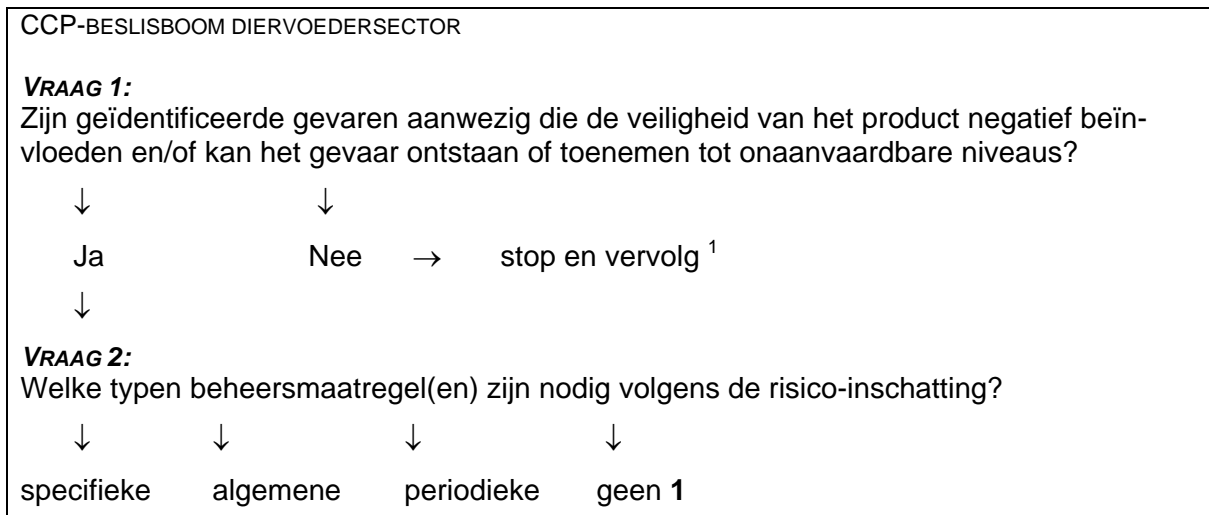 CCP-BESLISBOOM DIERVOEDERSECTOR
VRAAG 1:
Zijn geïdentificeerde gevaren aanwezig die de veiligheid van het product negatief beïn-
vloeden en/of kan het gevaar ontstaan of toenemen tot onaanvaardbare niveaus?
↓ ↓
Ja Nee → stop en vervolg 1
↓
VRAAG 2:
Welke typen beheersmaatregel(en) zijn nodig volgens de risico-inschatting?
↓ ↓ ↓ ↓
specifieke algemene periodieke geen 1